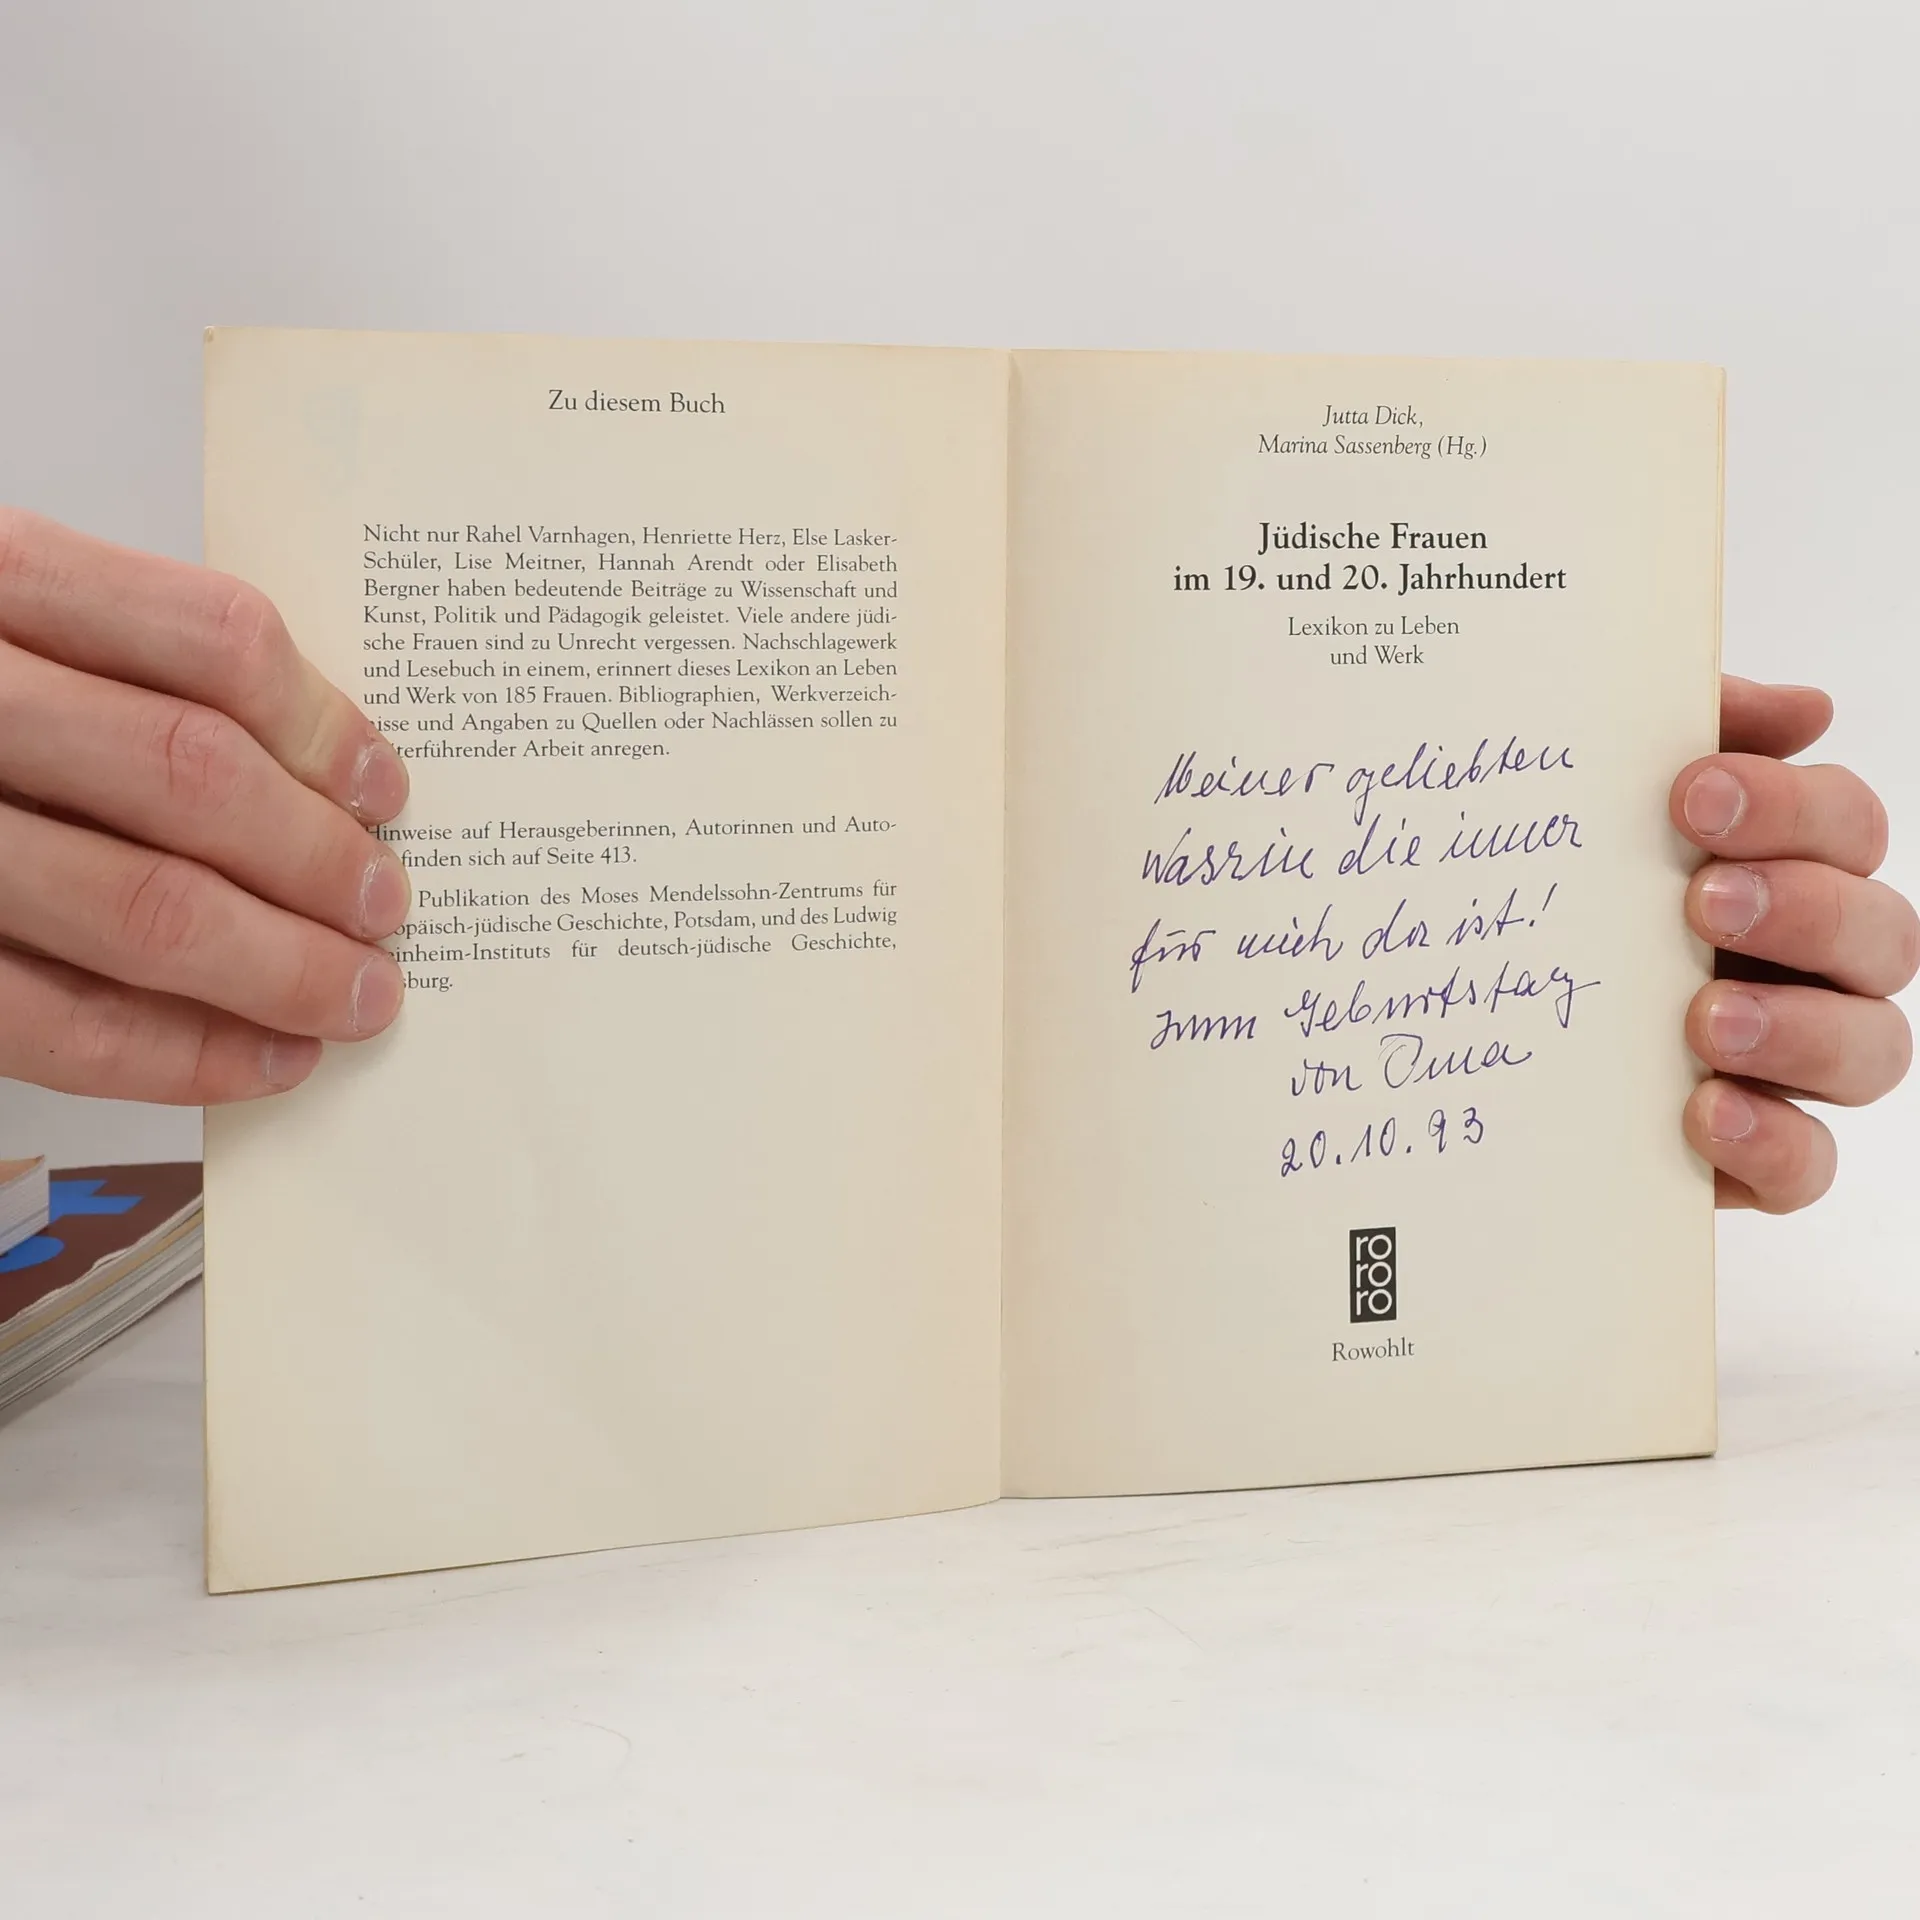 Zu diesem Buch
Nicht nur Rahel Varnhagen, Henriette Herz, Else Lasker-
Schüler, Lise Meitner, Hannah Arendt oder Elisabeth
Bergner haben bedeutende Beiträge zu Wissenschaft und
Kunst, Politik und Pädagogik geleistet. Viele andere jüdi-
sche Frauen sind zu Unrecht vergessen. Nachschlagewerk
und Lesebuch in einem, erinnert dieses Lexikon an Leben
und Werk von 185 Frauen. Bibliographien, Werkverzeich-
isse und Angaben zu Quellen oder Nachlässen sollen zu
terführender Arbeit anregen.
Hinweise auf Herausgeberinnen, Autorinnen und Auto-
finden sich auf Seite 413.
Publikation des Moses Mendelssohn-Zentrums für
opäisch-jüdische Geschichte, Potsdam, und des Ludwig
einheim-Instituts für deutsch-jüdische Geschichte,
sburg.
Jutta Dick,
Marina Sassenberg (Hg.)
Jüdische Frauen
im 19. und 20. Jahrhundert
Lexikon zu Leben
und Werk
Meiner geliebten
die immer
für mich da ist!
zum Geburtstag
von Oma
20.10.93
ro
ro
ro
Rowohlt